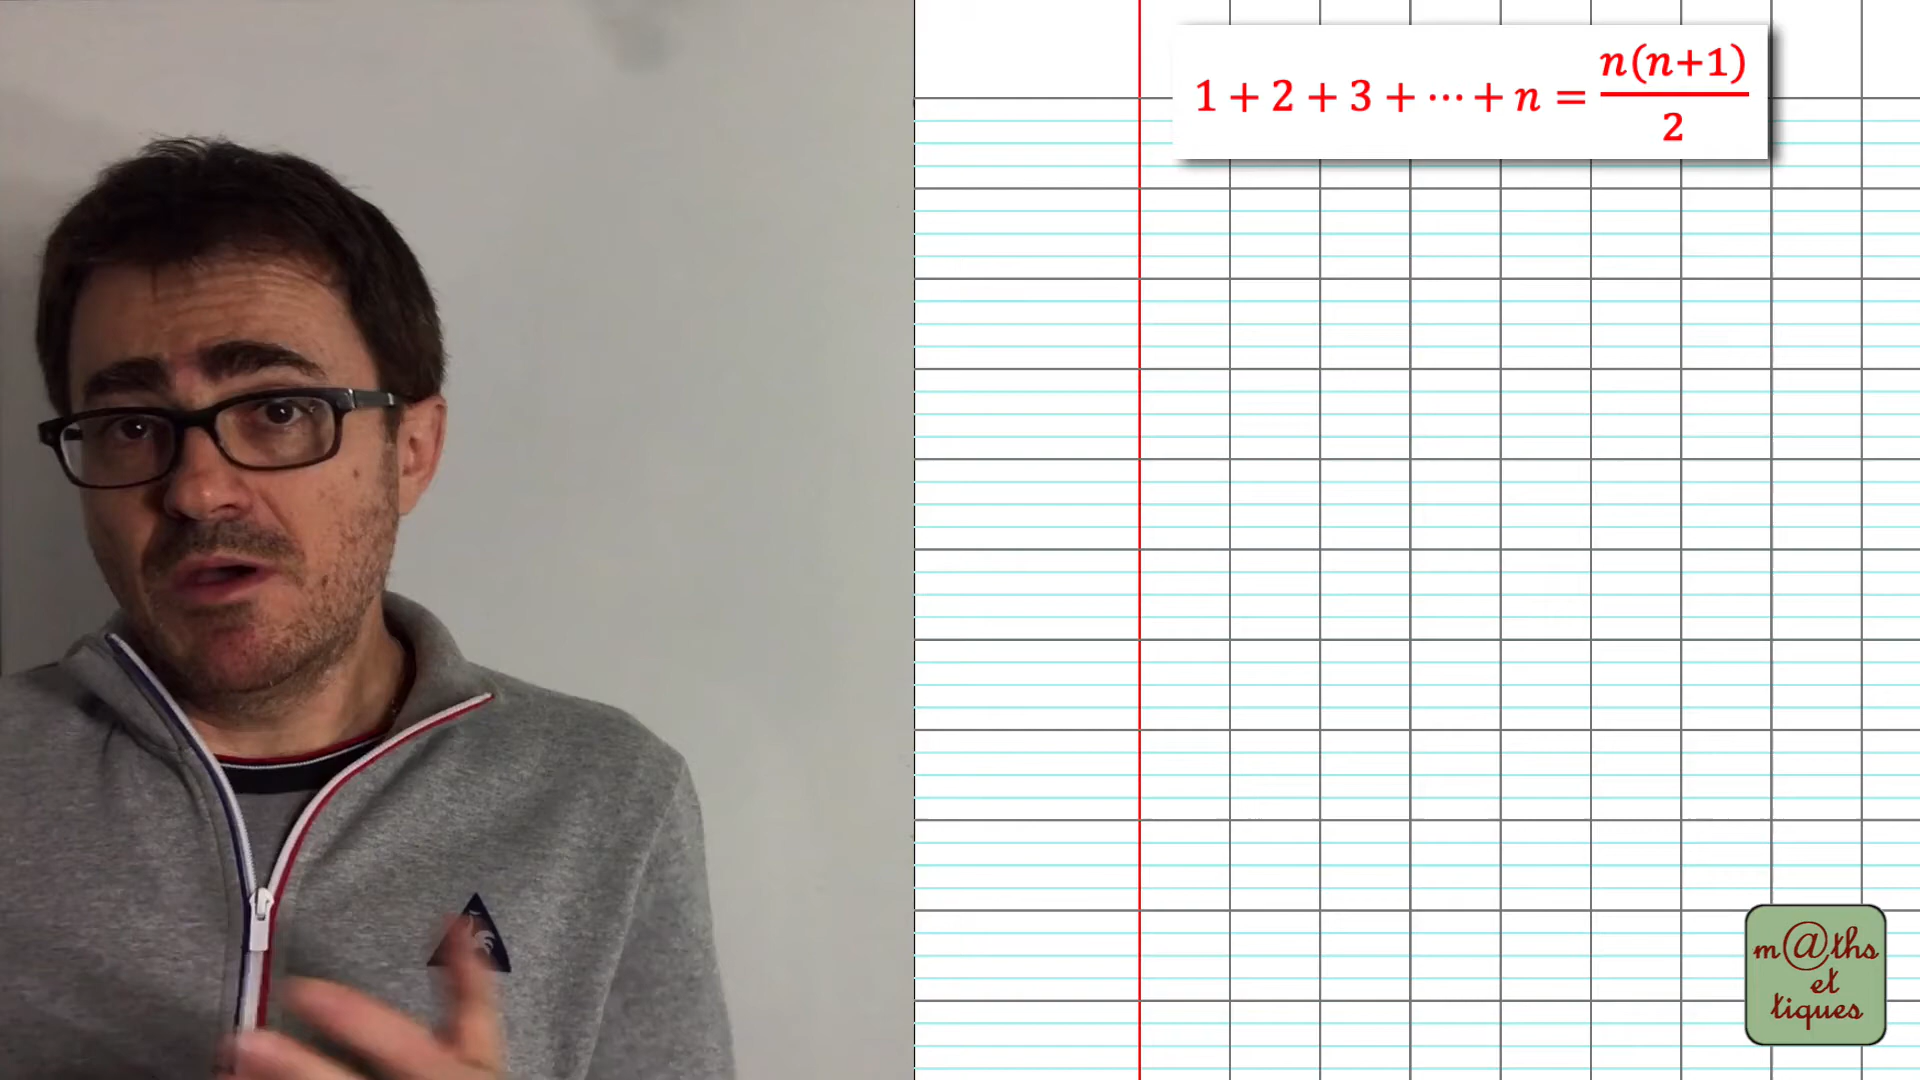 1 + 2 + 3 + ⋯ + n = n(n+1)/2
m@ths
et
tiques